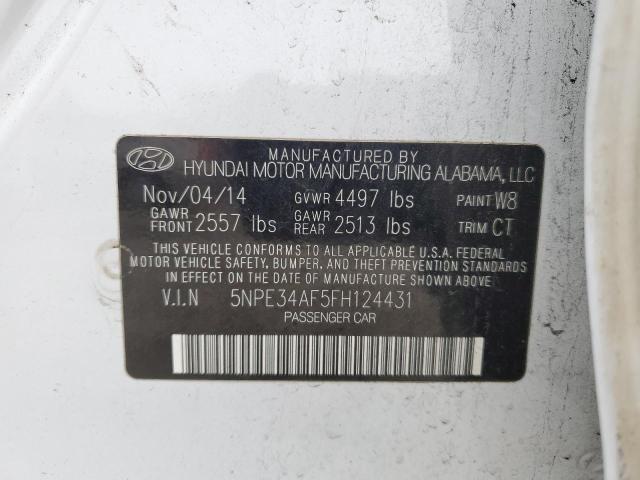 MANUFACTURED BY
HYUNDAI MOTOR MANUFACTURING ALABAMA, LLC
Nov/04/14 GVWR 4497 lbs PAINT W8
GAWR FRONT 2557 lbs GAWR REAR 2513 lbs TRIM CT
THIS VEHICLE CONFORMS TO ALL APPLICABLE U.S.A. FEDERAL
MOTOR VEHICLE SAFETY, BUMPER, AND THEFT PREVENTION
STANDARDS IN EFFECT ON THE DATE OF MANUFACTURE SHOWN ABOVE.
V.I.N 5NPE34AF5FH124431
PASSENGER CAR